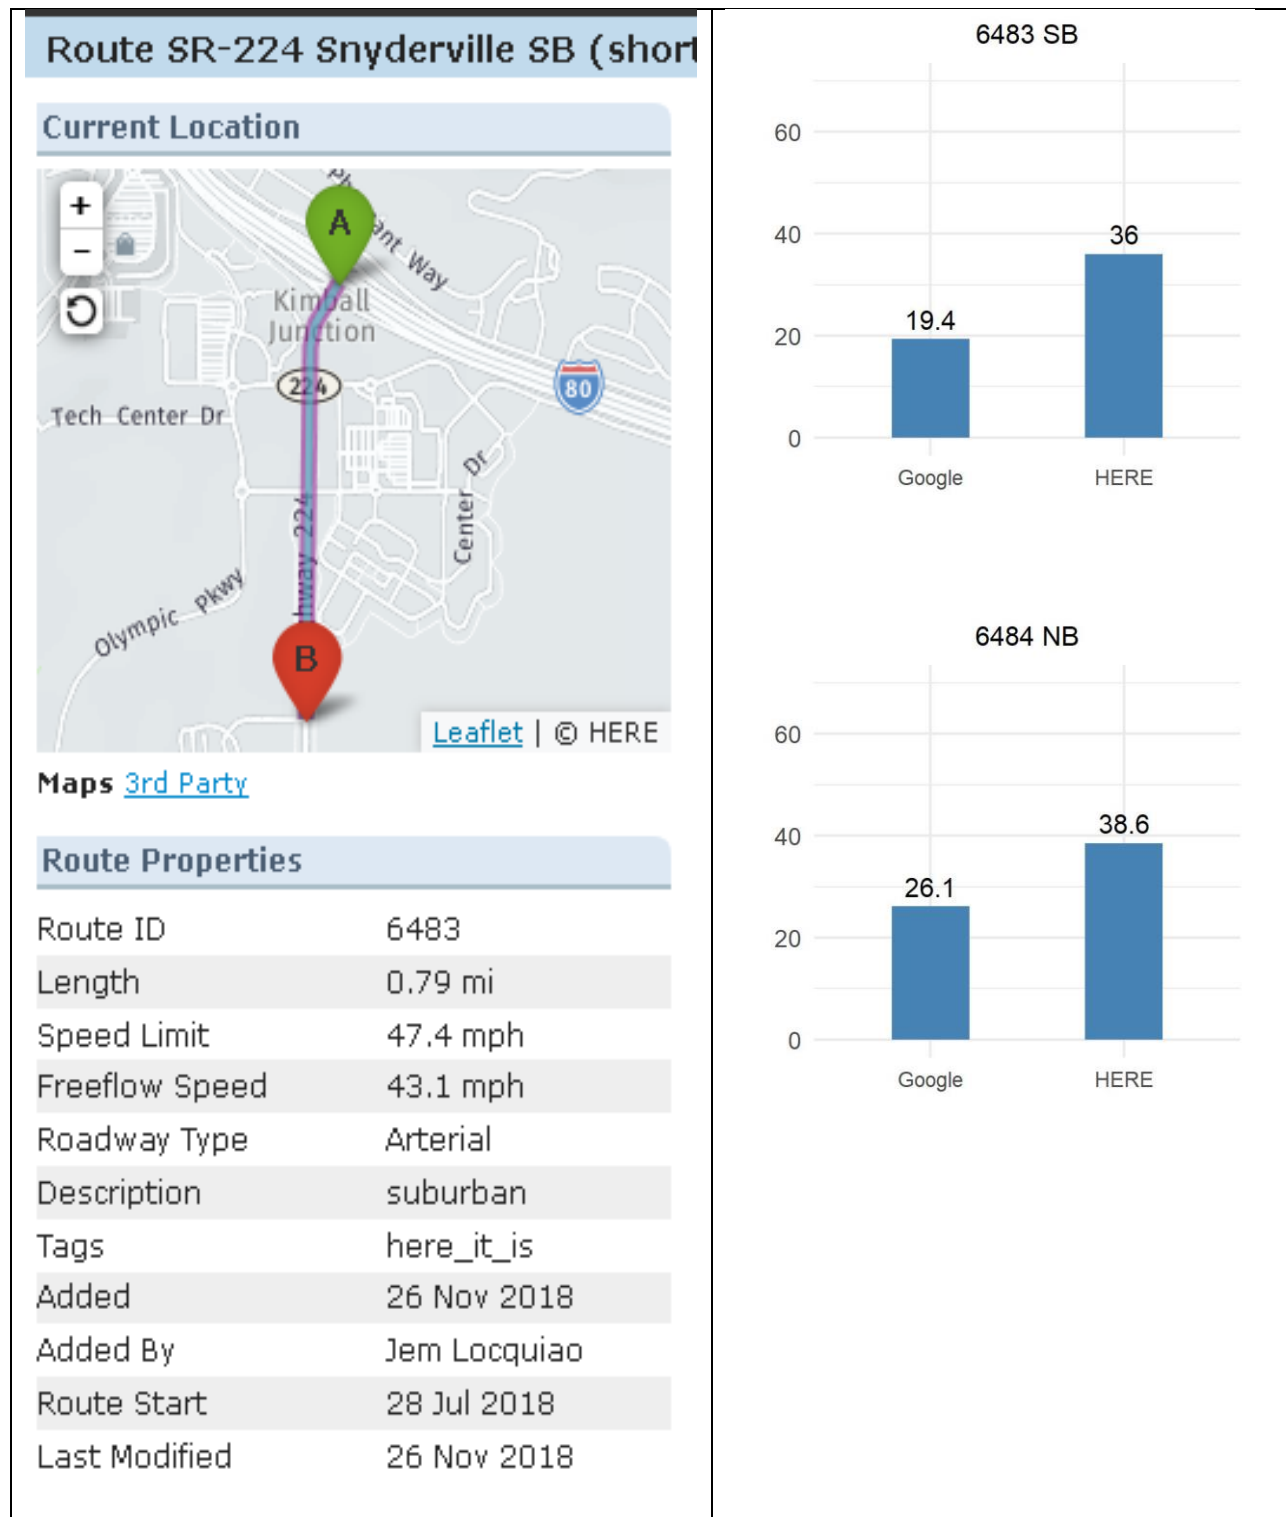 Route SR-224 Snyderville SB (short
Current Location
+
−
A
Kimball
Junction
224
80
Tech Center Dr
Center Dr
hway 224
Olympic Pkwy
B
Leaflet | © HERE
Maps 3rd Party
Route Properties
Route ID 6483
Length 0.79 mi
Speed Limit 47.4 mph
Freeflow Speed 43.1 mph
Roadway Type Arterial
Description suburban
Tags here_it_is
Added 26 Nov 2018
Added By Jem Locquiao
Route Start 28 Jul 2018
Last Modified 26 Nov 2018
6483 SB
60
40
20
0
19.4
36
Google HERE
6484 NB
60
40
20
0
26.1
38.6
Google HERE